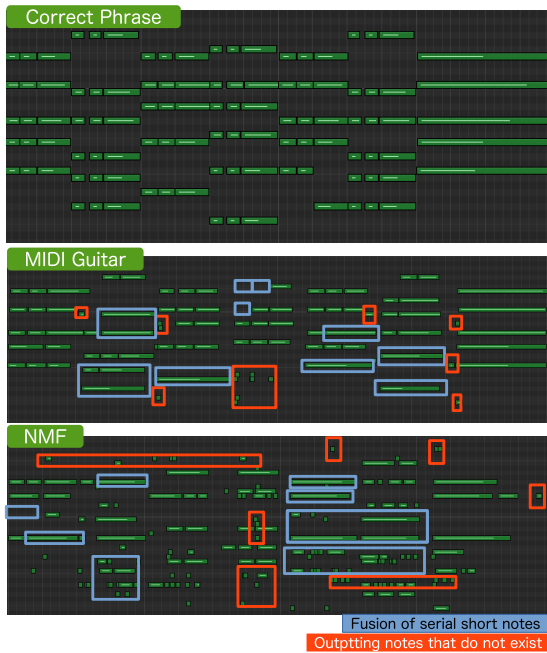 Correct Phrase
MIDI Guitar
NMF
Fusion of serial short notes
Outptting notes that do not exist